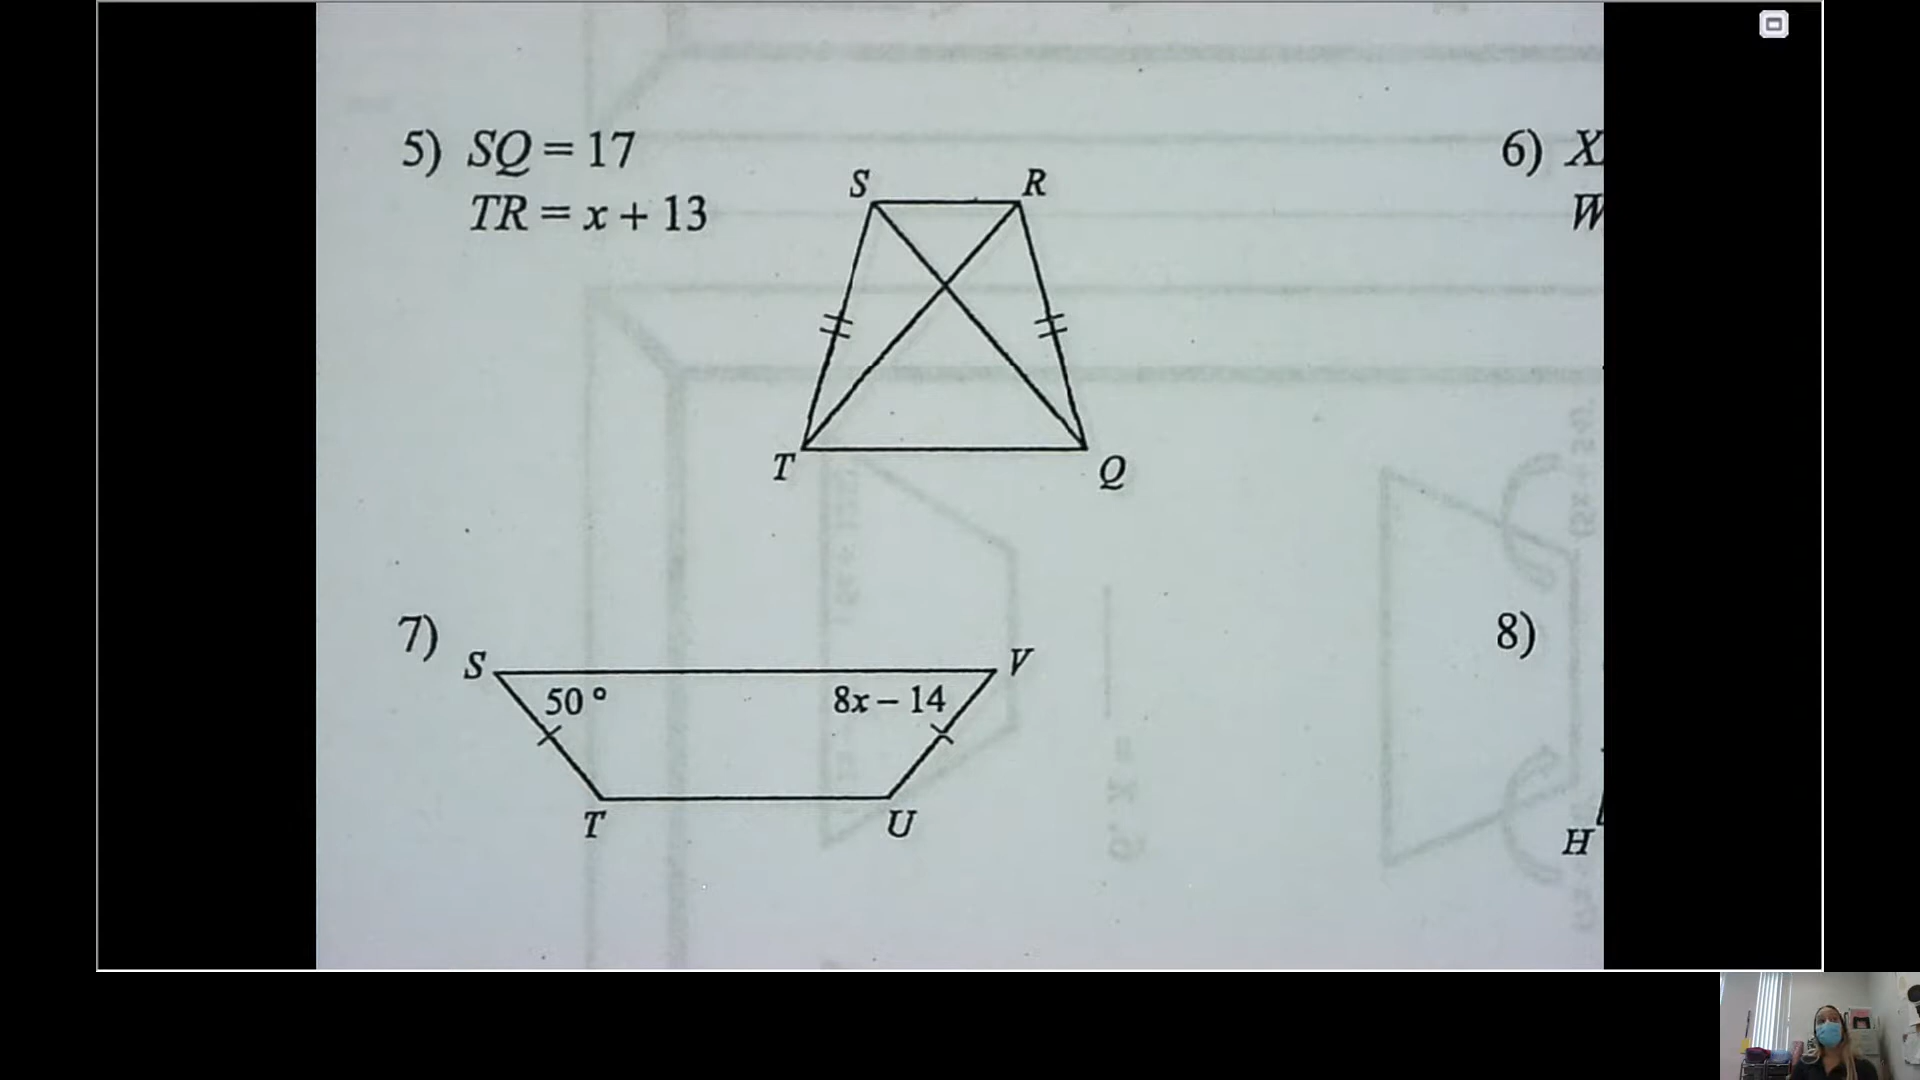 5) SQ = 17
TR = x + 13
S R
T Q
6) X
W
7)
S V
50° 8x – 14
T U
8)
H